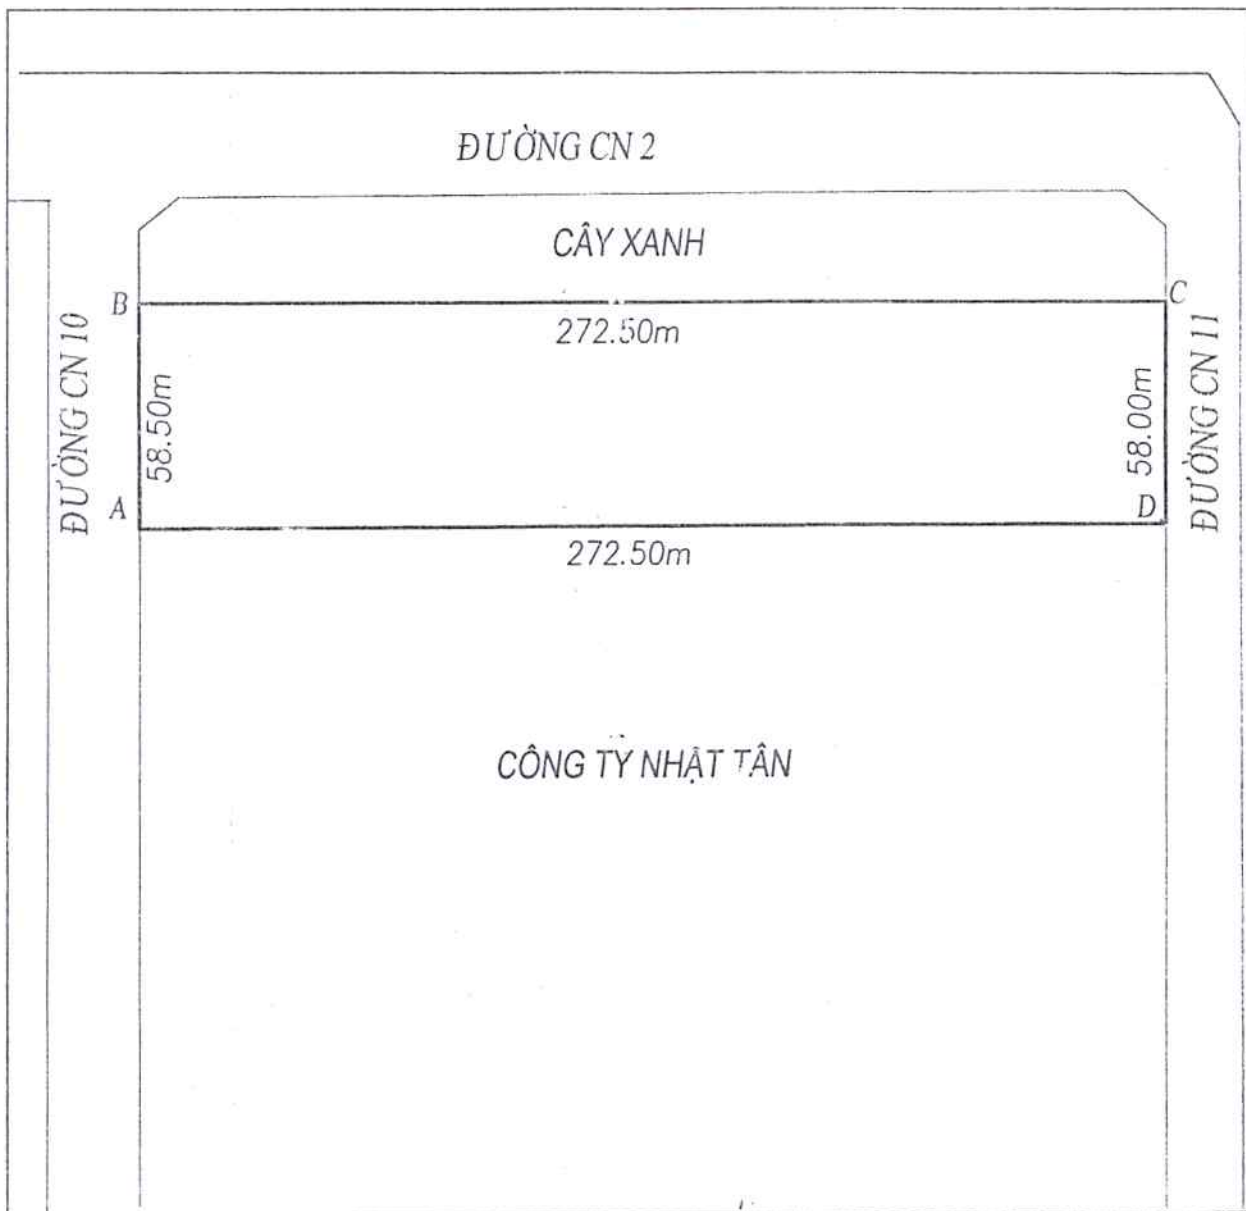 ĐƯỜNG CN 2
CÂY XANH
B
C
272.50m
ĐƯỜNG CN 10
58.50m
58.00m
ĐƯỜNG CN 11
A
D
272.50m
CÔNG TY NHẬT TÂN